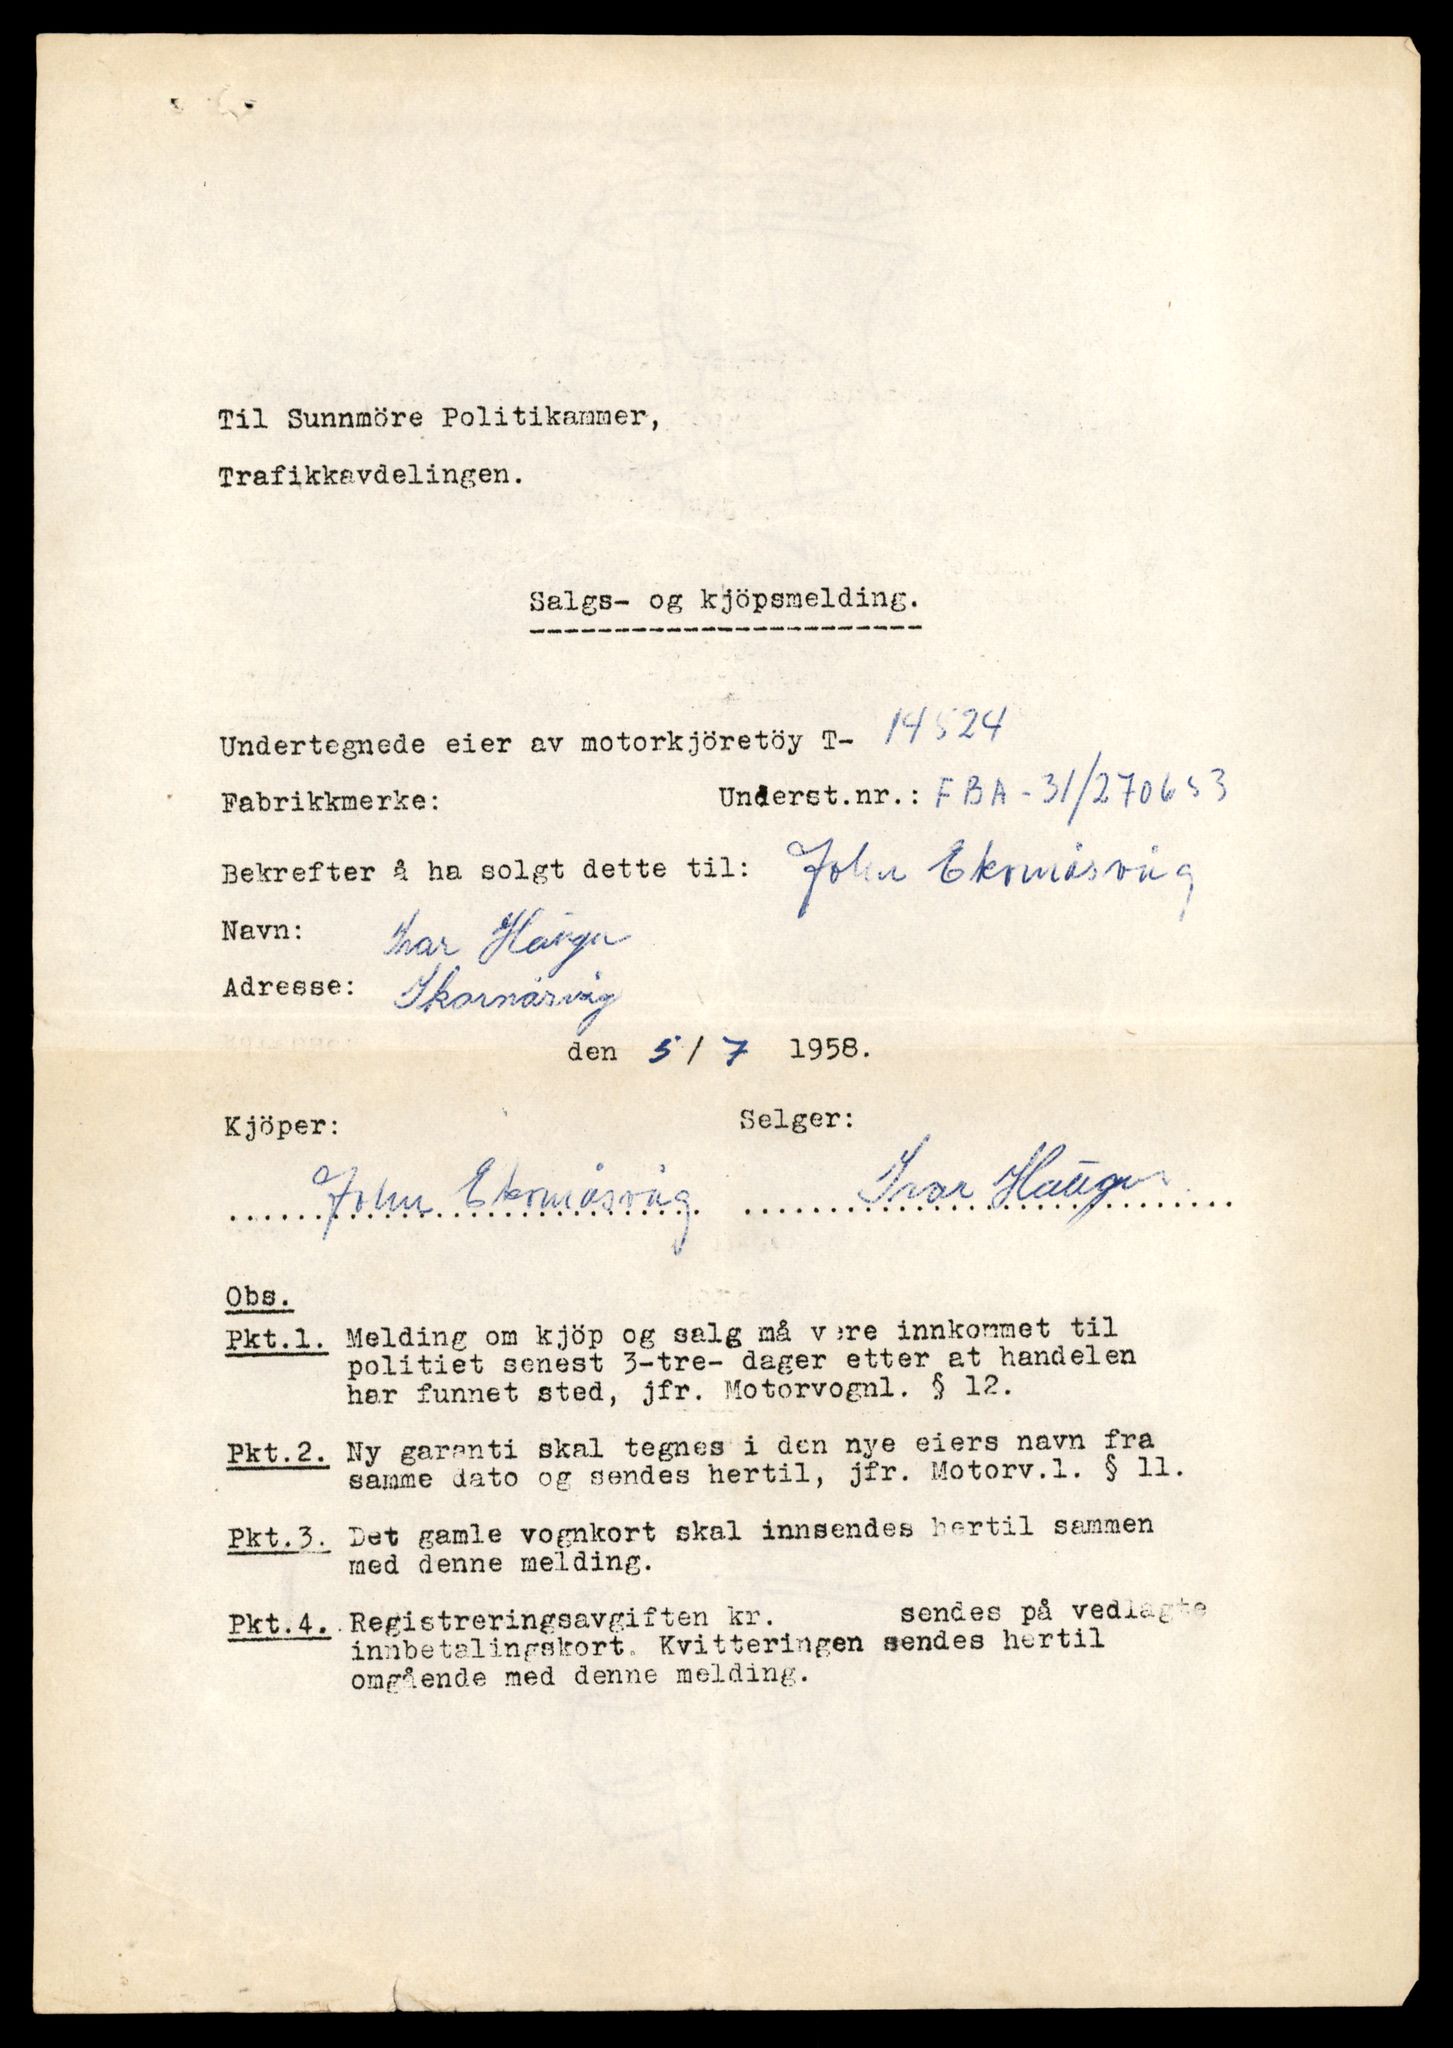 Til Sunnmöre Politikammer,
Trafikkavdelingen.
Salgs- og kjöpsmelding.
Undertegnede eier av motorkjöretöy T- 14524
Fabrikkmerke: Underst.nr.: FBA-31/270653
Bekrefter å ha solgt dette til: John
Navn: Ivar
Adresse:
den 5/7 1958.
Kjöper: Selger:
John Ivar
Obs.
Pkt.1. Melding om kjöp og salg må være innkommet til
politiet senest 3-tre- dager etter at handelen
har funnet sted, jfr. Motorvognl. § 12.
Pkt.2. Ny garanti skal tegnes i den nye eiers navn fra
samme dato og sendes hertil, jfr. Motorv.l. § 11.
Pkt.3. Det gamle vognkort skal innsendes hertil sammen
med denne melding.
Pkt.4. Registreringsavgiften kr. sendes på vedlagte
innbetalingskort. Kvitteringen sendes hertil
omgående med denne melding.